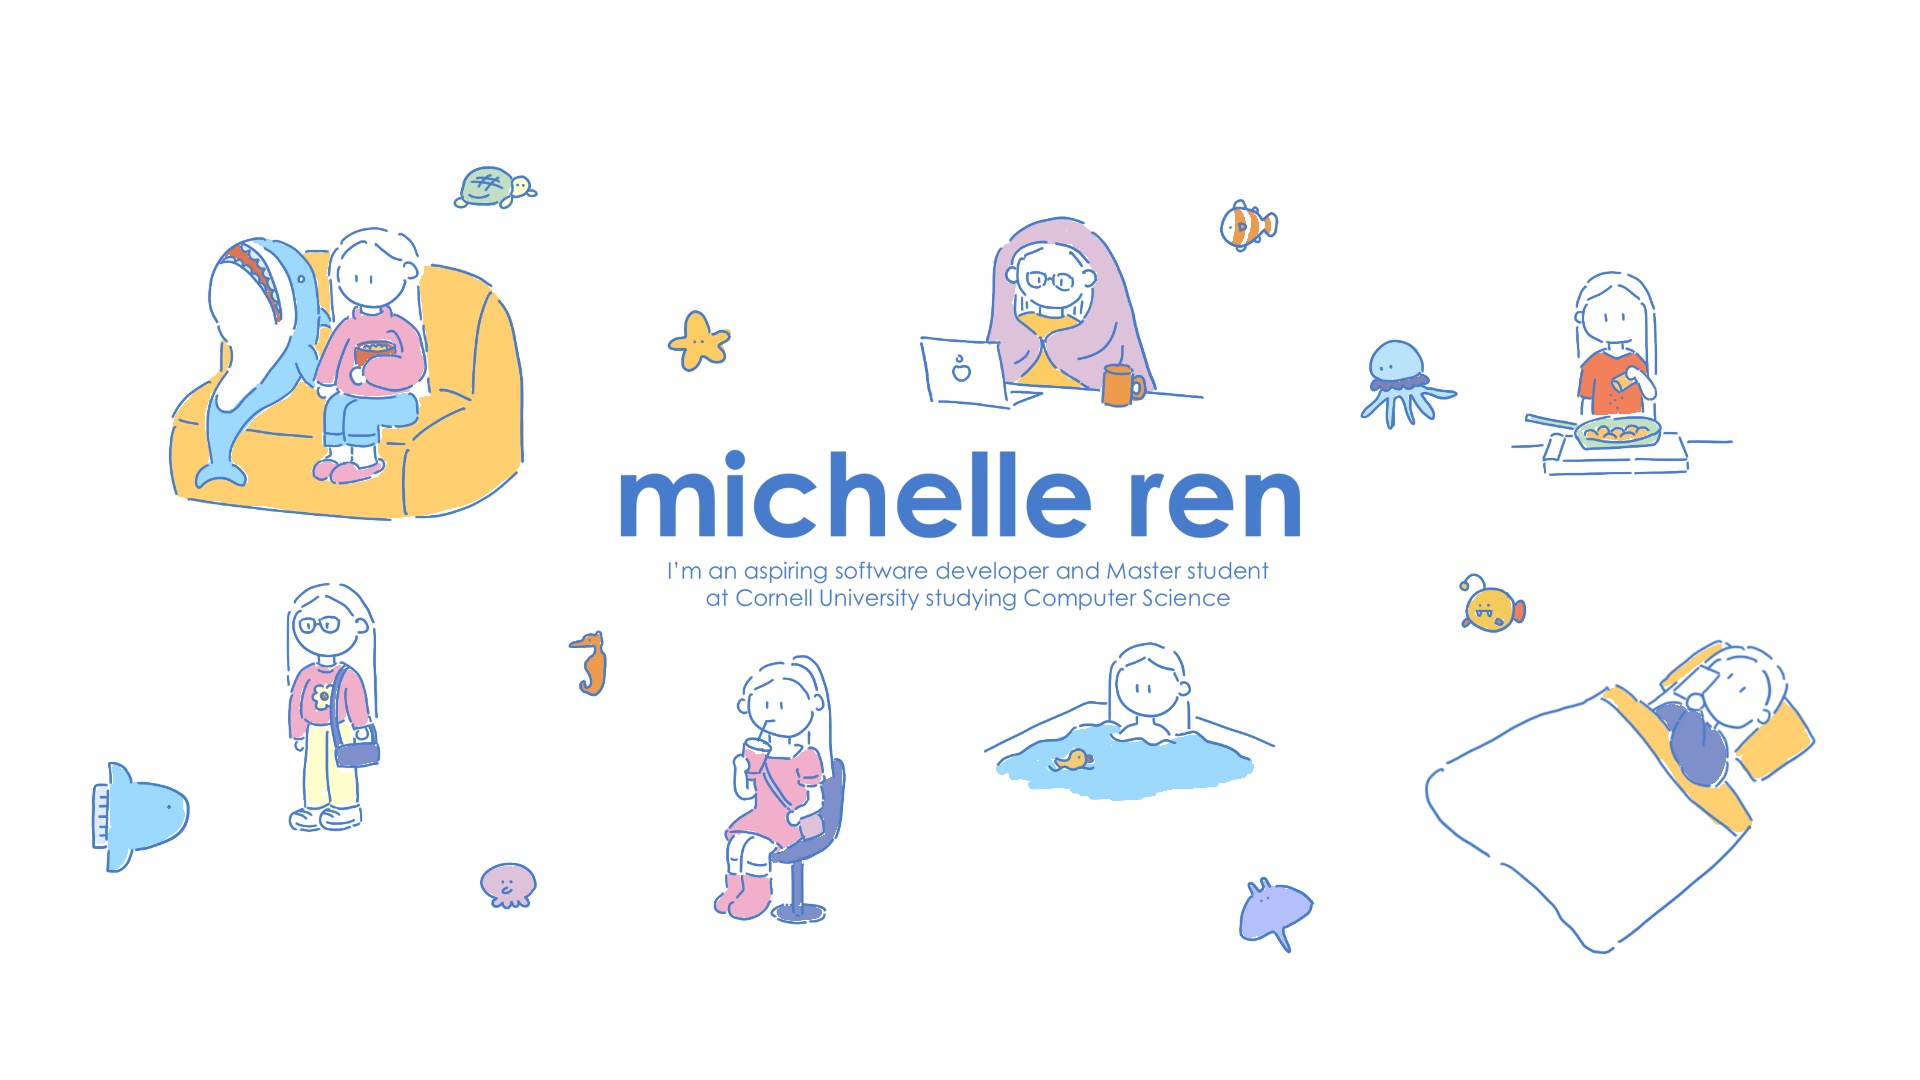 michelle ren
I'm an aspiring software developer and Master student
at Cornell University studying Computer Science